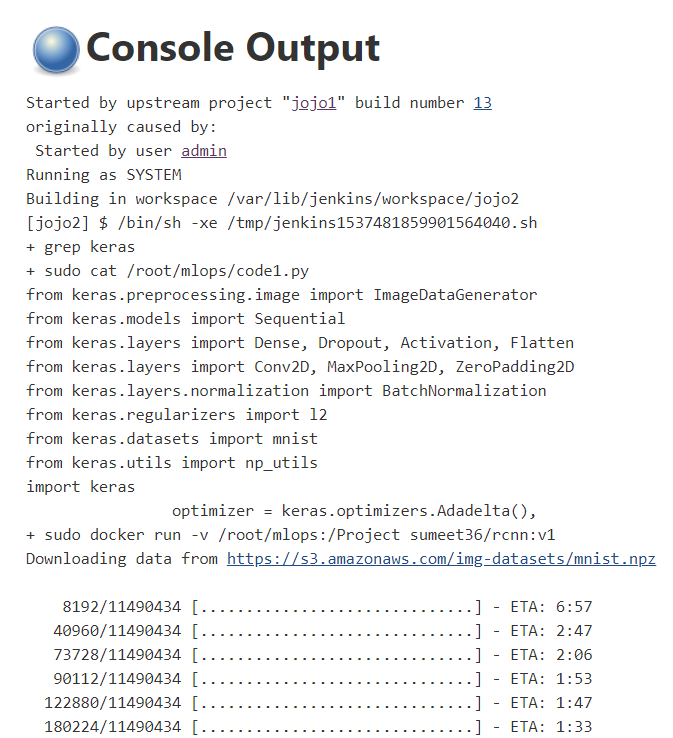 Console Output
Started by upstream project "jojo1" build number 13
originally caused by:
 Started by user admin
Running as SYSTEM
Building in workspace /var/lib/jenkins/workspace/jojo2
[jojo2] $ /bin/sh -xe /tmp/jenkins1537481859901564040.sh
+ grep keras
+ sudo cat /root/mlops/code1.py
from keras.preprocessing.image import ImageDataGenerator
from keras.models import Sequential
from keras.layers import Dense, Dropout, Activation, Flatten
from keras.layers import Conv2D, MaxPooling2D, ZeroPadding2D
from keras.layers.normalization import BatchNormalization
from keras.regularizers import l2
from keras.datasets import mnist
from keras.utils import np_utils
import keras
                optimizer = keras.optimizers.Adadelta(),
+ sudo docker run -v /root/mlops:/Project sumeet36/rcnn:v1
Downloading data from https://s3.amazonaws.com/img-datasets/mnist.npz
    8192/11490434 [..............................] - ETA: 6:57
   40960/11490434 [..............................] - ETA: 2:47
   73728/11490434 [..............................] - ETA: 2:06
   90112/11490434 [..............................] - ETA: 1:53
  122880/11490434 [..............................] - ETA: 1:47
  180224/11490434 [..............................] - ETA: 1:33